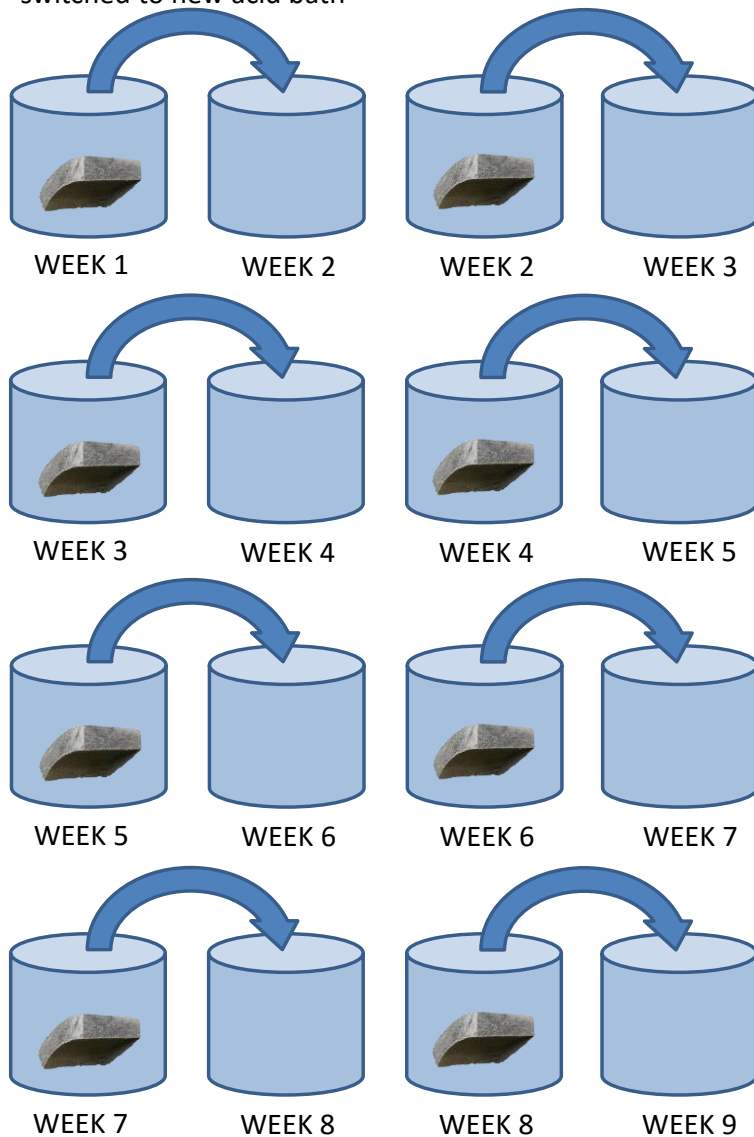 switched to new acid bath
WEEK 1 WEEK 2 WEEK 2 WEEK 3
WEEK 3 WEEK 4 WEEK 4 WEEK 5
WEEK 5 WEEK 6 WEEK 6 WEEK 7
WEEK 7 WEEK 8 WEEK 8 WEEK 9